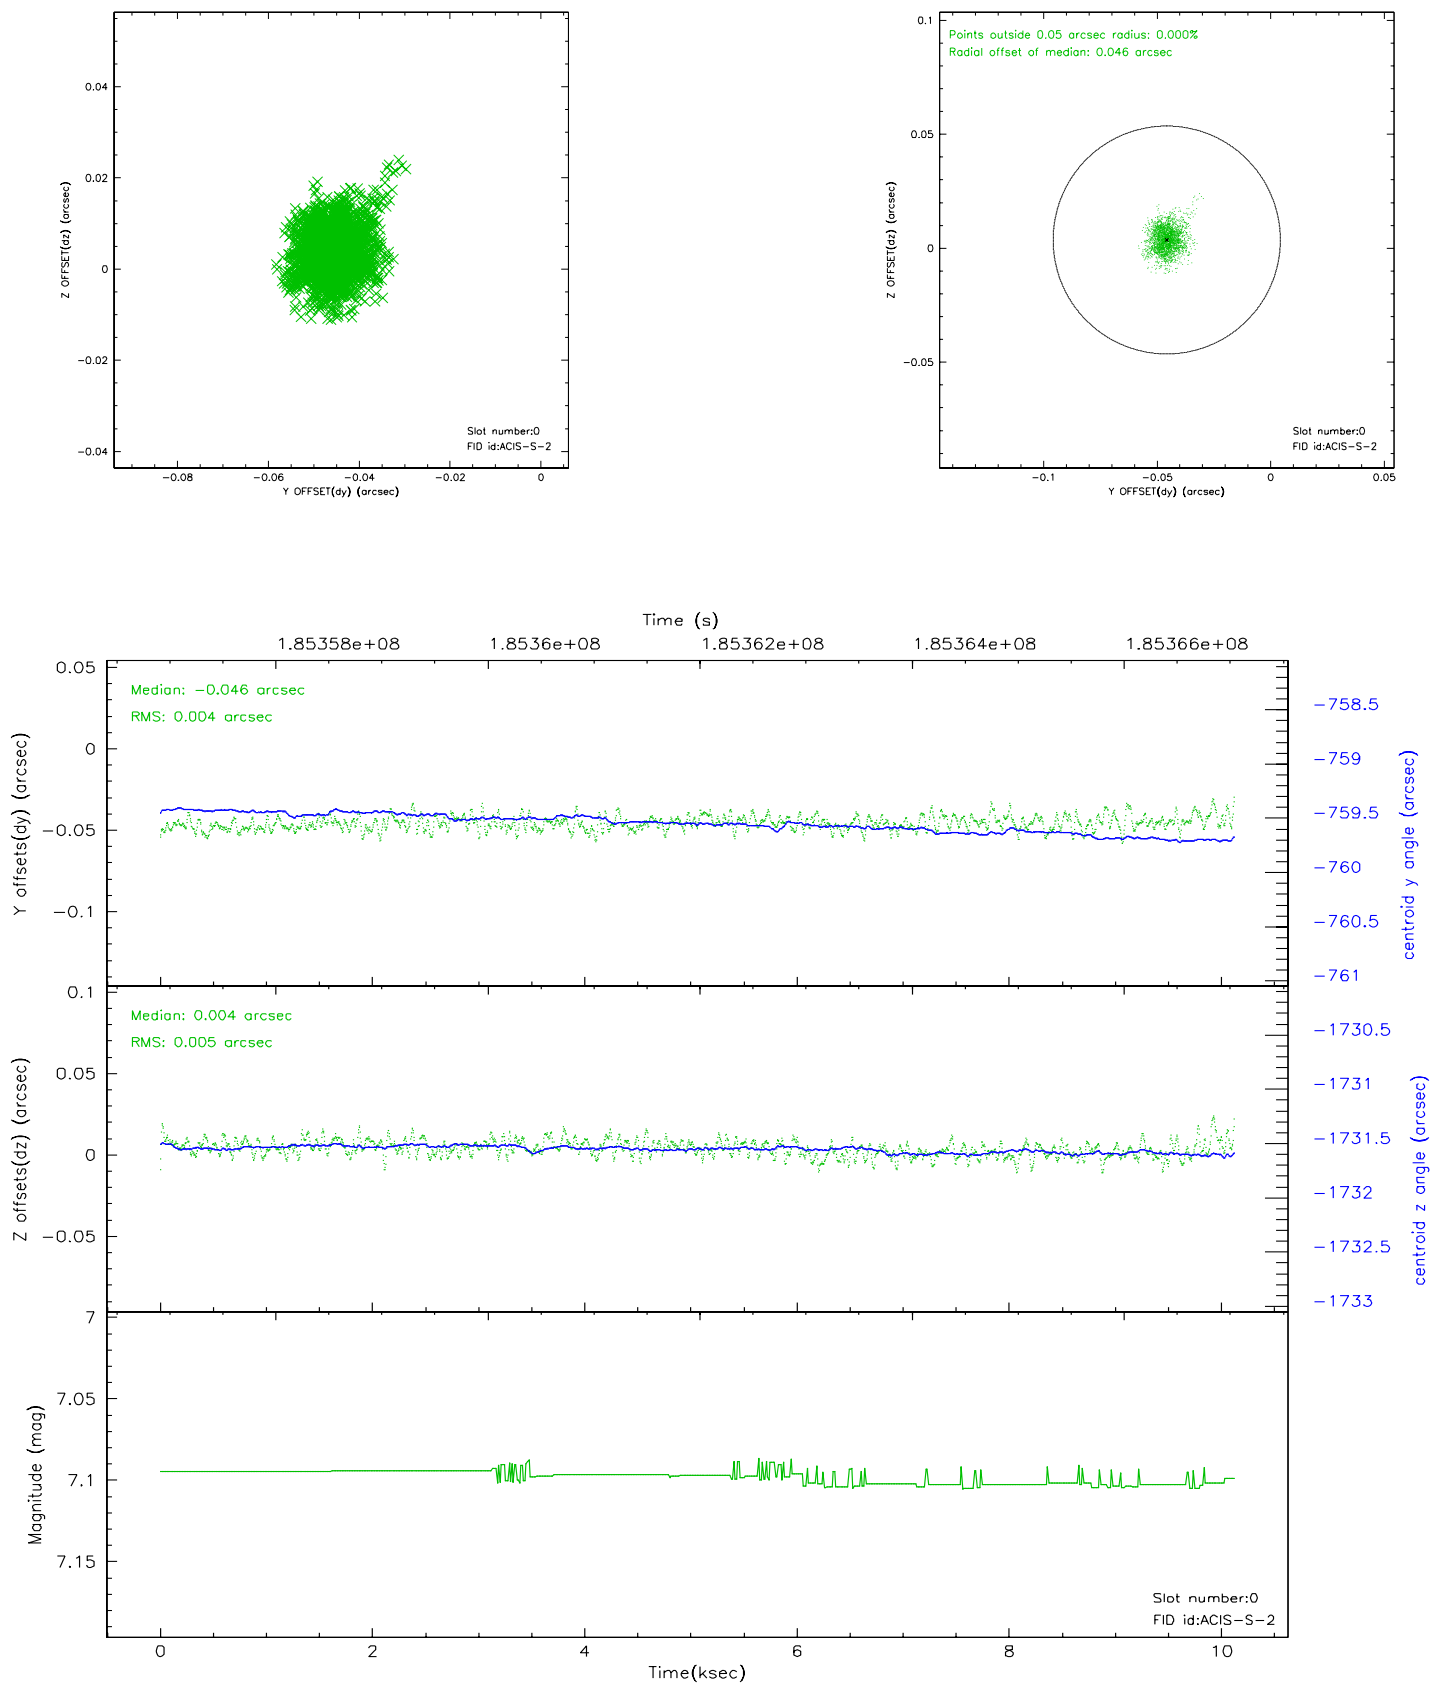 0.04
0.02
0
−0.02
−0.04
Z OFFSET(dz) (arcsec)
Slot number:0
FID id:ACIS−S−2
−0.08
−0.06
−0.04
−0.02
0
Y OFFSET(dy) (arcsec)
0.1
0.05
0
−0.05
Z OFFSET(dz) (arcsec)
Points outside 0.05 arcsec radius: 0.000%
Radial offset of median: 0.046 arcsec
Slot number:0
FID id:ACIS−S−2
−0.1
−0.05
0
0.05
Y OFFSET(dy) (arcsec)
Time (s)
1.85358e+08
1.8536e+08
1.85362e+08
1.85364e+08
1.85366e+08
0.05
0
−0.05
−0.1
Y offsets(dy) (arcsec)
Median: −0.046 arcsec
RMS: 0.004 arcsec
−758.5
−759
−759.5
−760
−760.5
−761
centroid y angle (arcsec)
0.1
0.05
0
−0.05
Z offsets(dz) (arcsec)
Median: 0.004 arcsec
RMS: 0.005 arcsec
−1730.5
−1731
−1731.5
−1732
−1732.5
−1733
centroid z angle (arcsec)
7
7.05
7.1
7.15
Magnitude (mag)
Slot number:0
FID id:ACIS−S−2
0
2
4
6
8
10
Time(ksec)